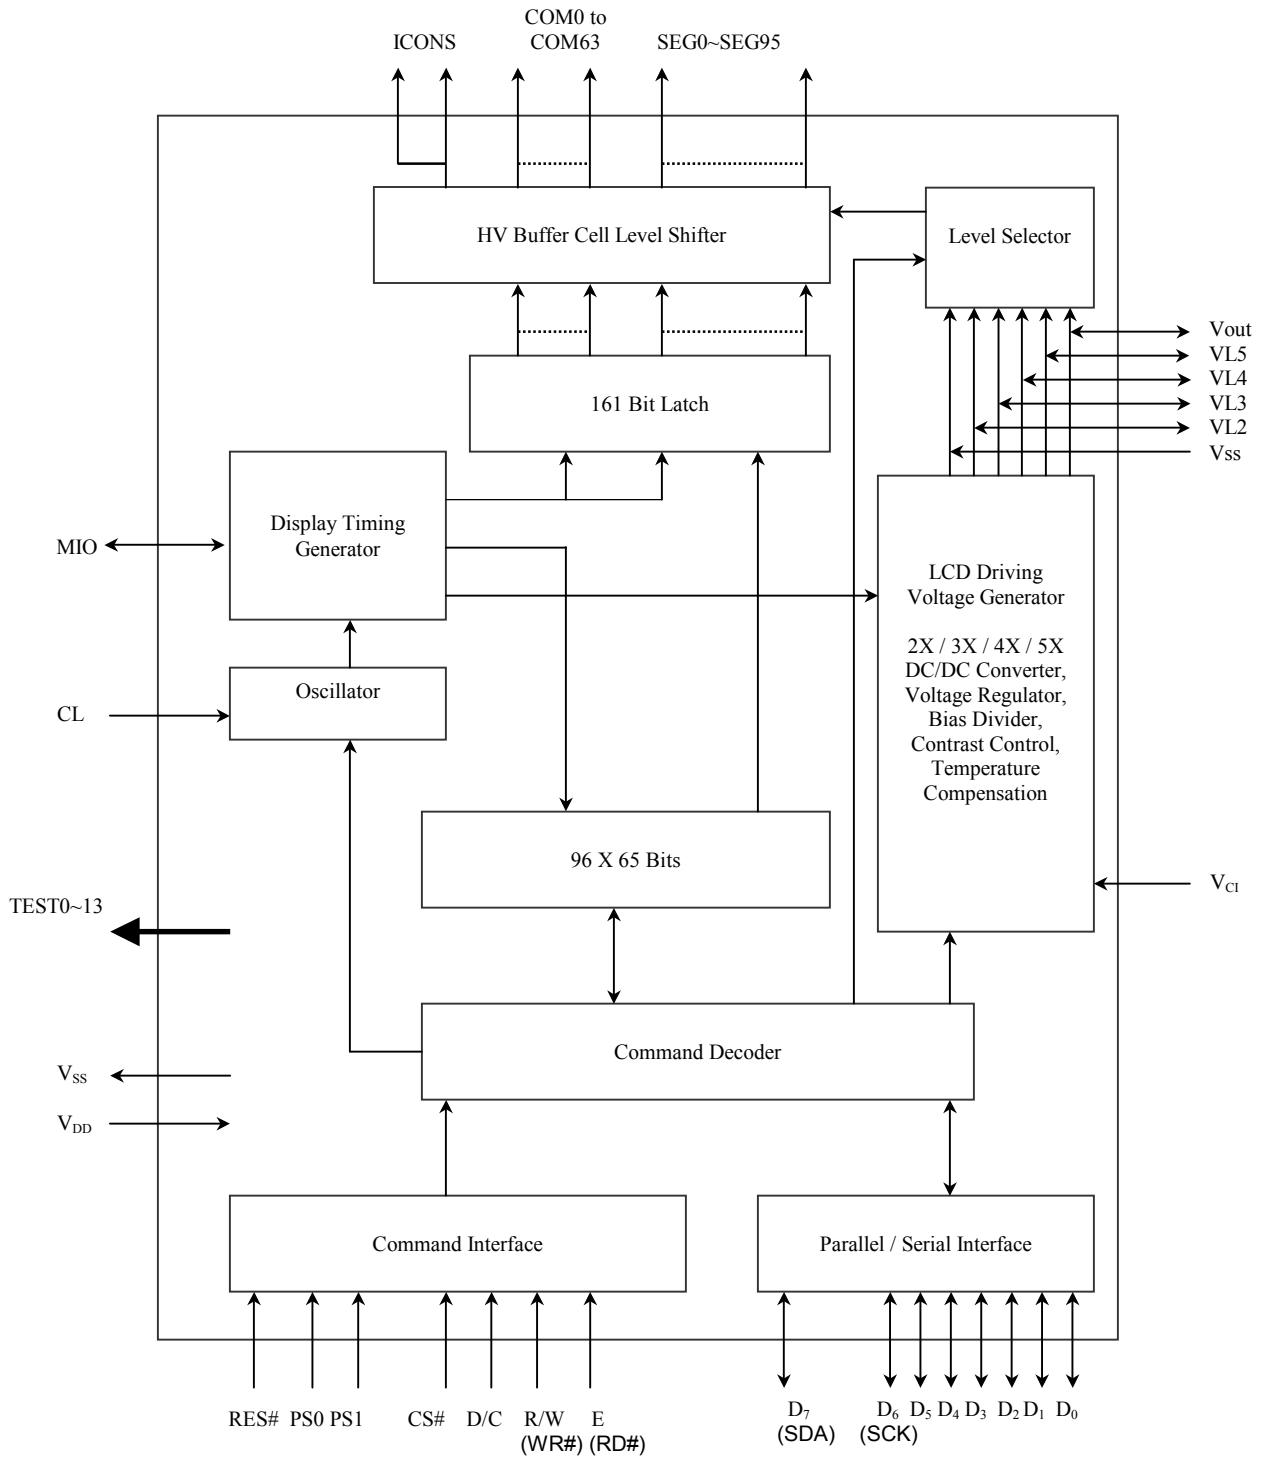 COM0 to
ICONS
COM63
SEG0~SEG95
HV Buffer Cell Level Shifter
Level Selector
Vout
VL5
VL4
VL3
VL2
Vss
161 Bit Latch
Display Timing
Generator
MIO
LCD Driving
Voltage Generator
2X / 3X / 4X / 5X
DC/DC Converter,
Voltage Regulator,
Bias Divider,
Contrast Control,
Temperature
Compensation
Oscillator
CL
96 X 65 Bits
VCI
TEST0~13
Command Decoder
VSS
VDD
Command Interface
Parallel / Serial Interface
RES# PS0 PS1 CS# D/C R/W E
(WR#) (RD#)
D7 D6 D5 D4 D3 D2 D1 D0
(SDA) (SCK)